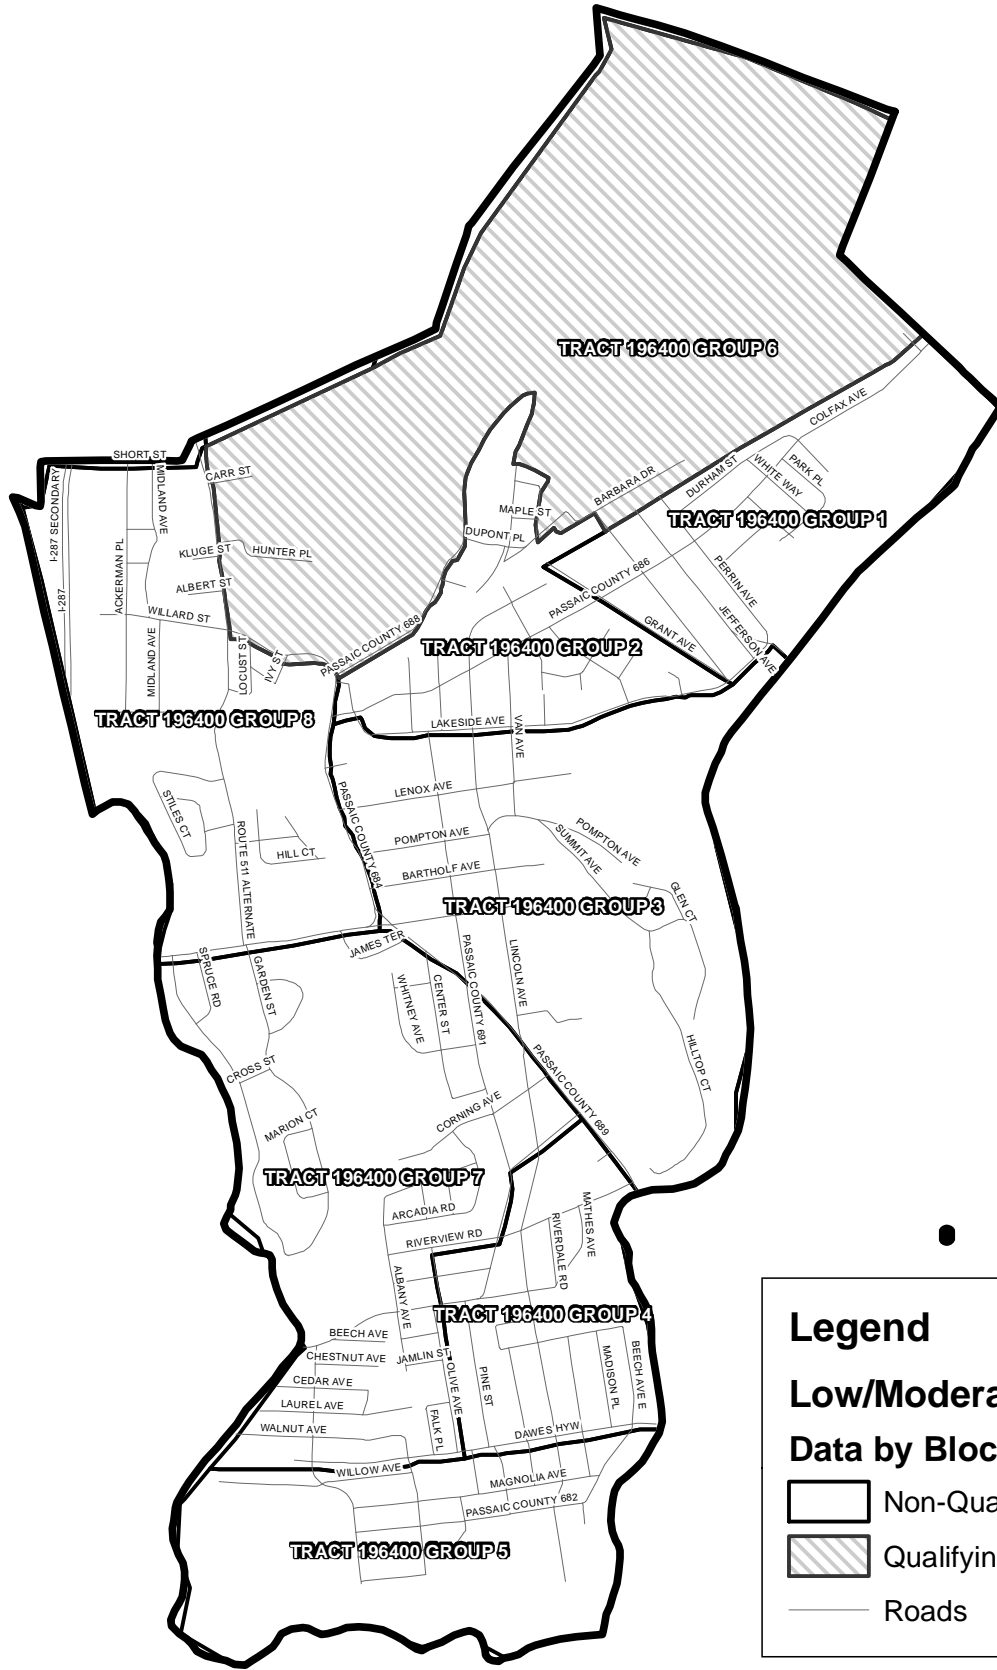 TRACT 196400 GROUP 6
COLFAX AVE
SHORT ST
CARR ST
MIDLAND AVE
I-287 SECONDARY
PARK PL
WHITE WAY
DURHAM ST
BARBARA DR
MAPLE ST
TRACT 196400 GROUP 1
DUPONT PL
KLUGE ST
HUNTER PL
ACKERMAN PL
ALBERT ST
I-287
WILLARD ST
PASSAIC COUNTY 686
PERRIN AVE
JEFFERSON AVE
GRANT AVE
PASSAIC COUNTY 688
TRACT 196400 GROUP 2
MIDLAND AVE
LOCUST ST
IVY ST
TRACT 196400 GROUP 8
LAKESIDE AVE
VAN AVE
LENOX AVE
PASSAIC COUNTY 684
STILES CT
POMPTON AVE
POMPTON AVE
SUMMIT AVE
HILL CT
ROUTE 511 ALTERNATE
BARTHOLF AVE
GLEN CT
TRACT 196400 GROUP 3
JAMES TER
SPRUCE RD
GARDEN ST
WHITNEY AVE
CENTER ST
PASSAIC COUNTY 691
LINCOLN AVE
HILLTOP CT
CROSS ST
PASSAIC COUNTY 689
CORNING AVE
MARION CT
TRACT 196400 GROUP 7
ARCADIA RD
RIVERVIEW RD
RIVERDALE RD
MATHES AVE
ALBANY AVE
TRACT 196400 GROUP 4
BEECH AVE
CHESTNUT AVE
JAMLIN ST
CEDAR AVE
OLIVE AVE
PINE ST
MADISON PL
BEECH AVE E
LAUREL AVE
WALNUT AVE
FALK PL
DAWES HYW
WILLOW AVE
MAGNOLIA AVE
PASSAIC COUNTY 682
TRACT 196400 GROUP 5
Legend
Low/Modera
Data by Bloc
Non-Qua
Qualifyin
Roads